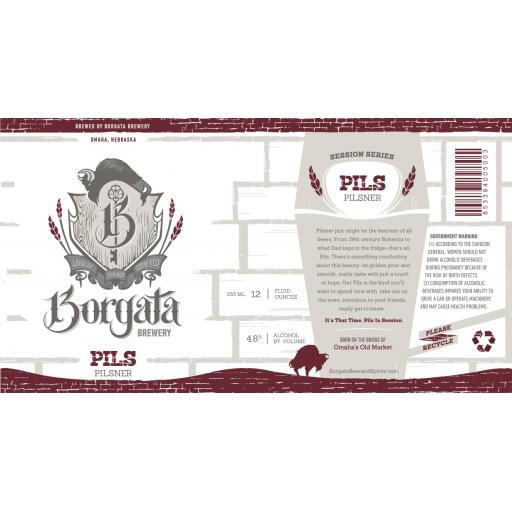 BREWED BY BORGATA BREWERY
OMAHA, NEBRASKA
B
LOYALLY
HAND
CRAFTED
Borgata
BREWERY
PILS
PILSNER
355 ML 12 FLUID OUNCES
4.8% ALCOHOL BY VOLUME
SESSION SERIES
PILS
PILSNER
Pilsner just might be the beeriest of all
beers. From 19th century Bohemia to
what Dad kept in the fridge–that's all
Pils. There's something comforting
about this beauty: its golden pour and
smooth, malty taste with just a touch
of hops. Our Pils is the kind you'll
want to spend time with, take out on
the town, introduce to your friends,
really get to know.
It's That Time. Pils In Session.
BORN ON THE BRICKS OF
Omaha's Old Market
BorgataBeerandSpirits.com
8 53394 00500 3
GOVERNMENT WARNING:
(1) ACCORDING TO THE SURGEON
GENERAL, WOMEN SHOULD NOT
DRINK ALCOHOLIC BEVERAGES
DURING PREGNANCY BECAUSE OF
THE RISK OF BIRTH DEFECTS.
(2) CONSUMPTION OF ALCOHOLIC
BEVERAGES IMPAIRS YOUR ABILITY TO
DRIVE A CAR OR OPERATE MACHINERY,
AND MAY CAUSE HEALTH PROBLEMS.
PLEASE
RECYCLE